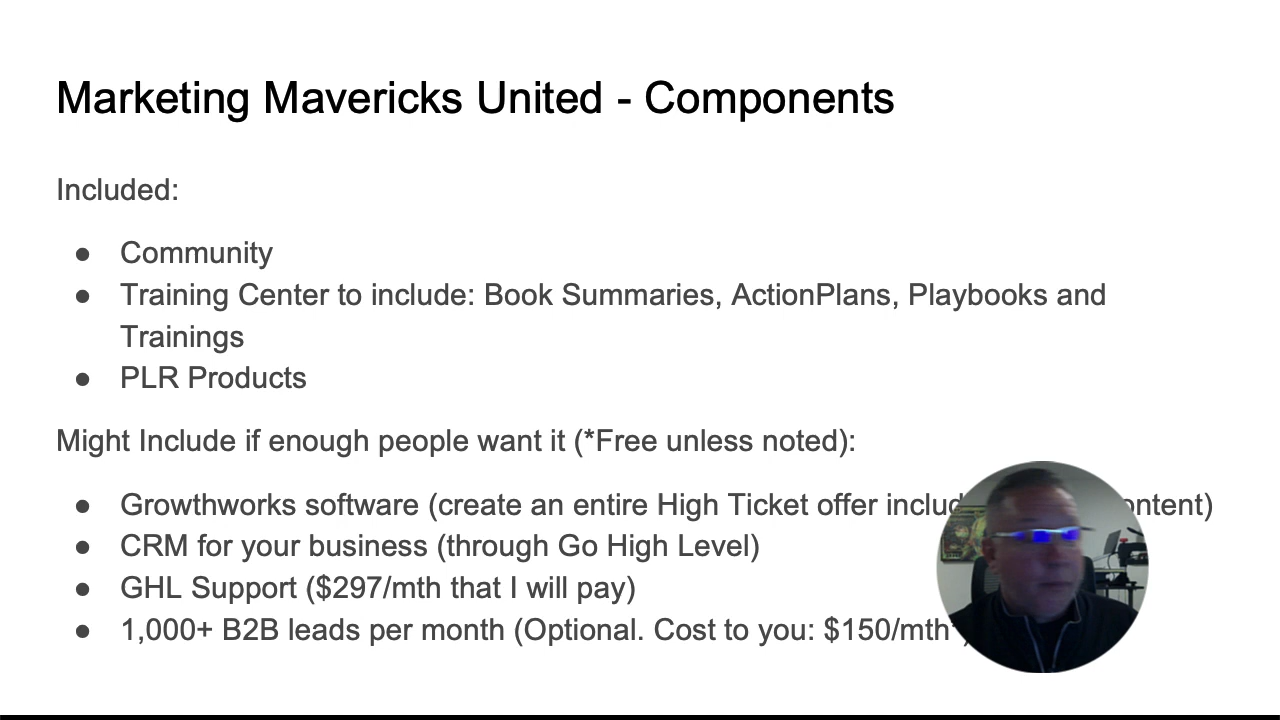 Marketing Mavericks United - Components
Included:
● Community
● Training Center to include: Book Summaries, ActionPlans, Playbooks and
Trainings
● PLR Products
Might Include if enough people want it (*Free unless noted):
● Growthworks software (create an entire High Ticket offer
● CRM for your business (through Go High Level)
● GHL Support ($297/mth that I will pay)
● 1,000+ B2B leads per month (Optional. Cost to you: $150/mth